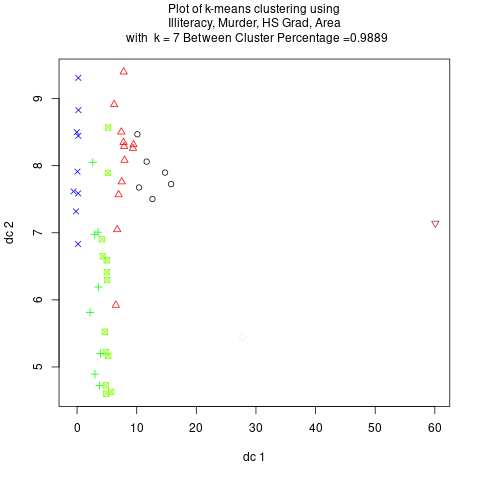 Plot of k-means clustering using
Illiteracy, Murder, HS Grad, Area
with k = 7 Between Cluster Percentage =0.9889
9
8
7
6
5
dc 2
0 10 20 30 40 50 60
dc 1